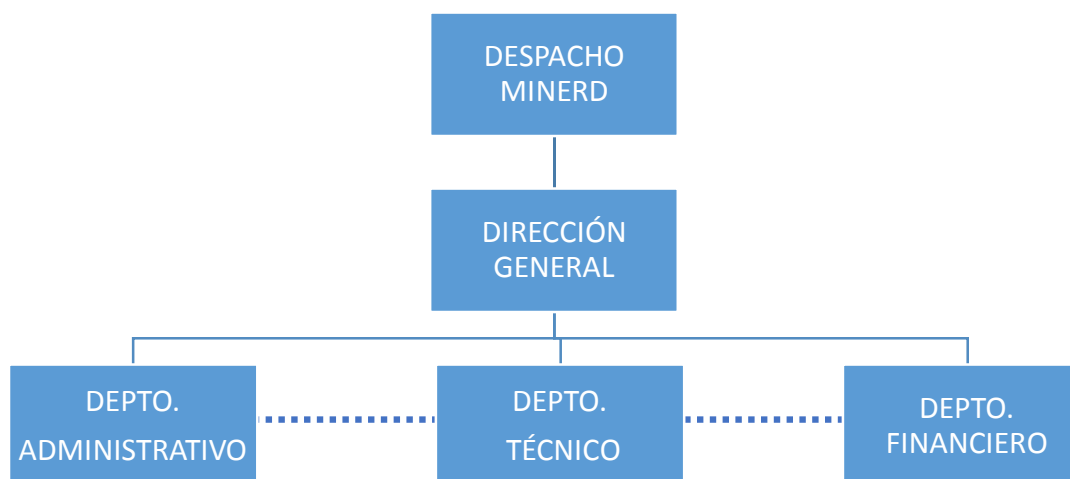 DESPACHO
MINERD
DIRECCIÓN
GENERAL
DEPTO.
ADMINISTRATIVO
DEPTO.
TÉCNICO
DEPTO.
FINANCIERO